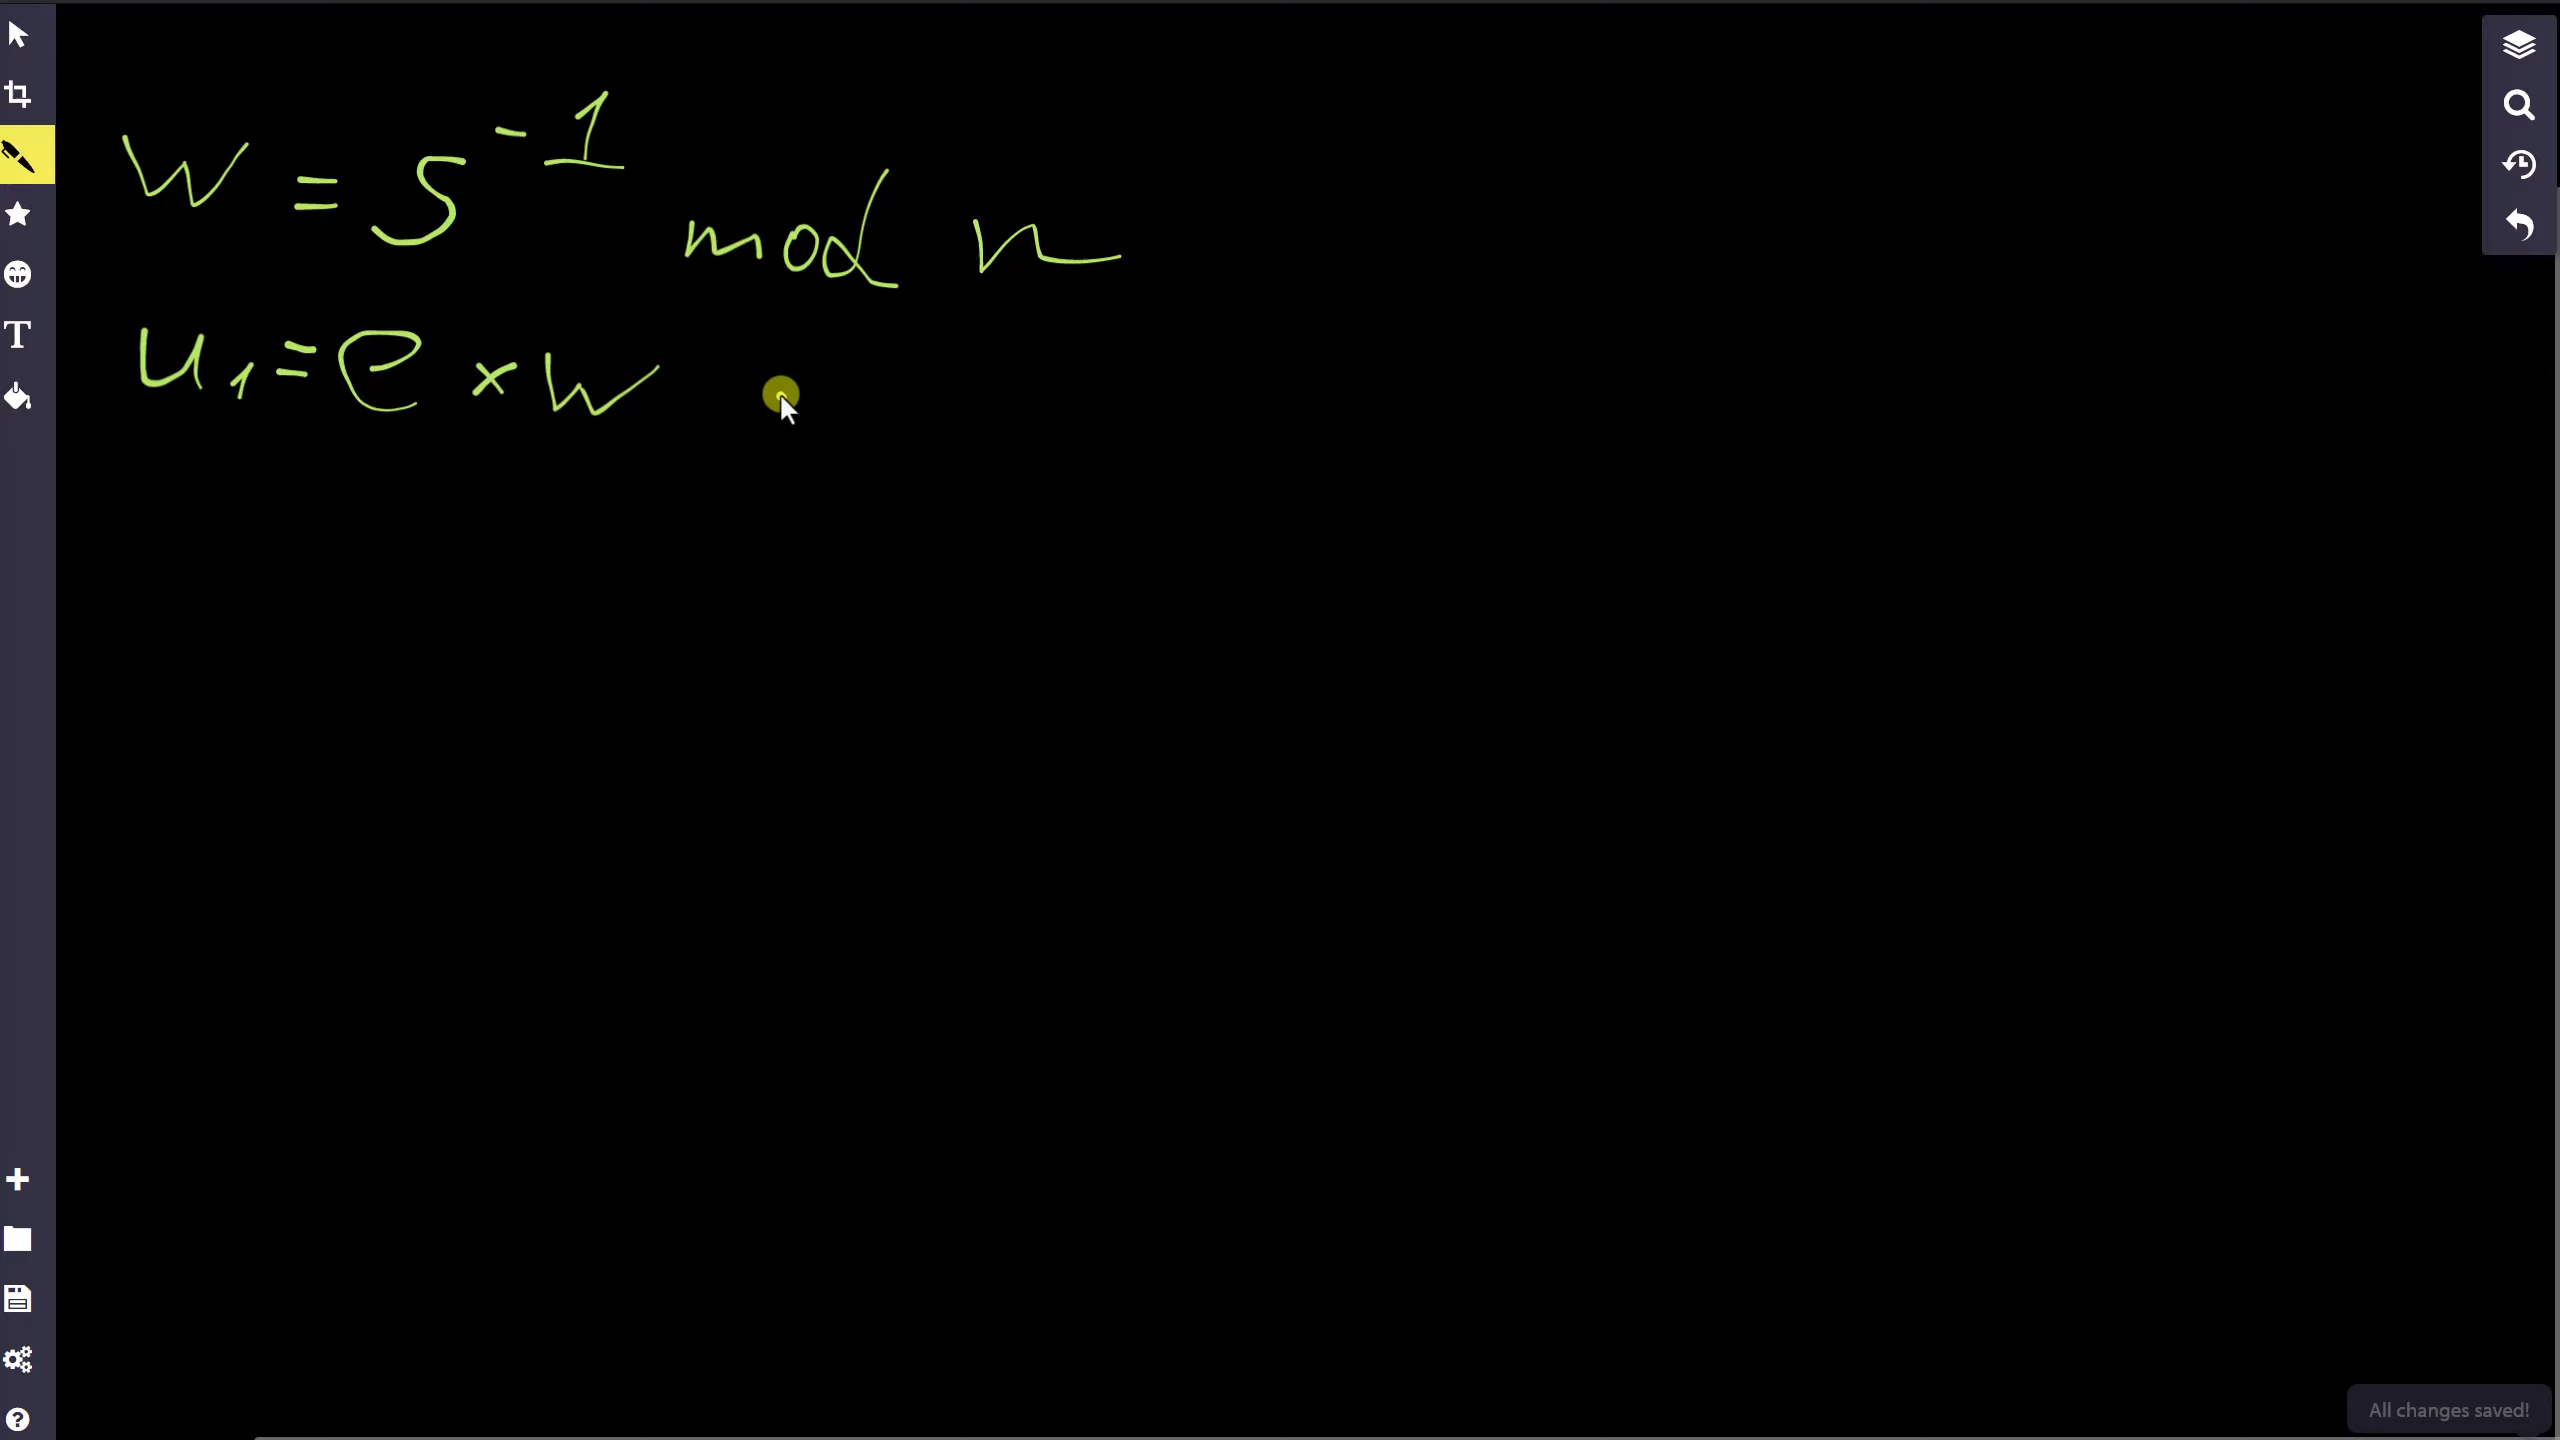 w = s⁻¹ mod n
u₁ = e × w
T
All changes saved!